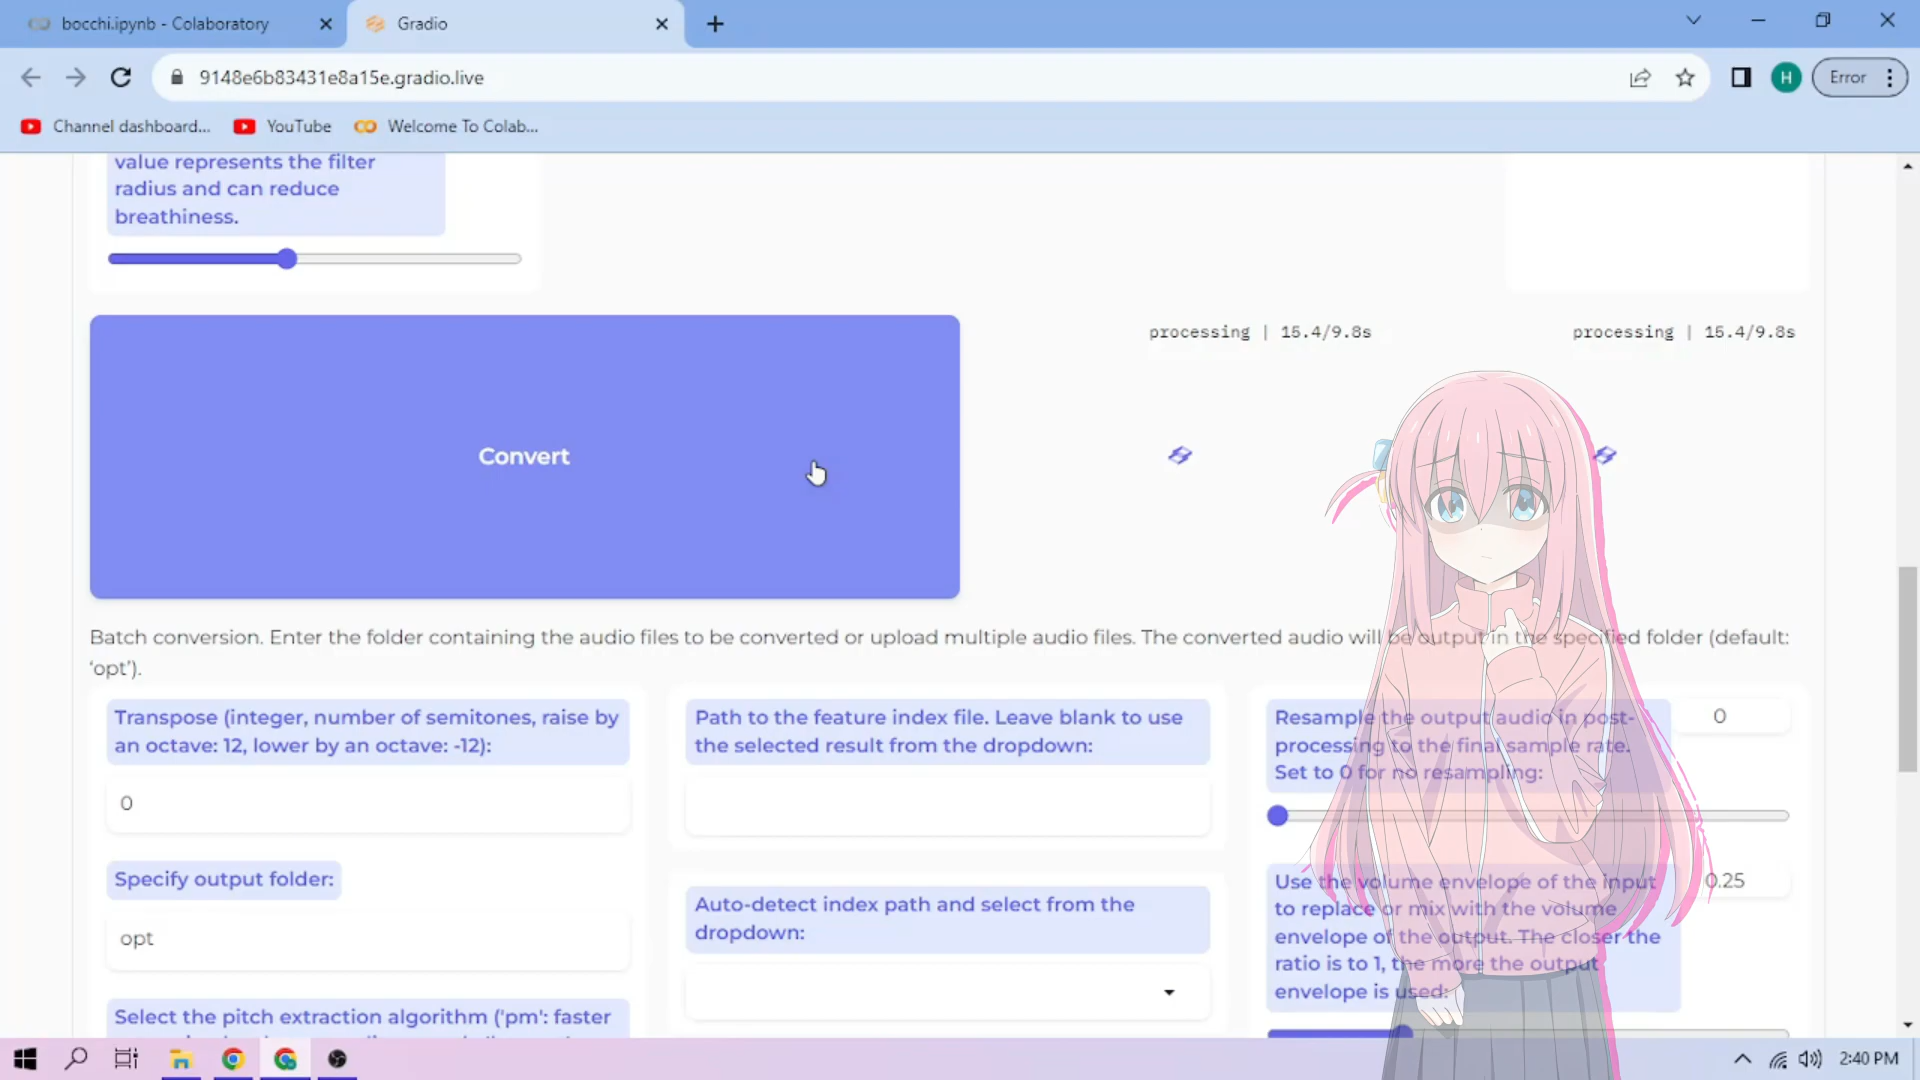 bocchi.ipynb - Colaboratory
Gradio
9148e6b83431e8a15e.gradio.live
H
Error
Channel dashboard...
YouTube
Welcome To Colab...
value represents the filter
radius and can reduce
breathiness.
processing | 15.4/9.8s
processing | 15.4/9.8s
Convert
Batch conversion. Enter the folder containing the audio files to be converted or upload multiple audio files. The converted audio will be output in the specified folder (default:
'opt').
Transpose (integer, number of semitones, raise by
an octave: 12, lower by an octave: -12):
0
Specify output folder:
opt
Select the pitch extraction algorithm ('pm': faster
Path to the feature index file. Leave blank to use
the selected result from the dropdown:
Auto-detect index path and select from the
dropdown:
Resample the output audio in post-
processing to the final sample rate.
Set to 0 for no resampling:
0
Use the volume envelope of the input
to replace or mix with the volume
envelope of the output. The closer the
ratio is to 1, the more the output
envelope is used:
0.25
2:40 PM